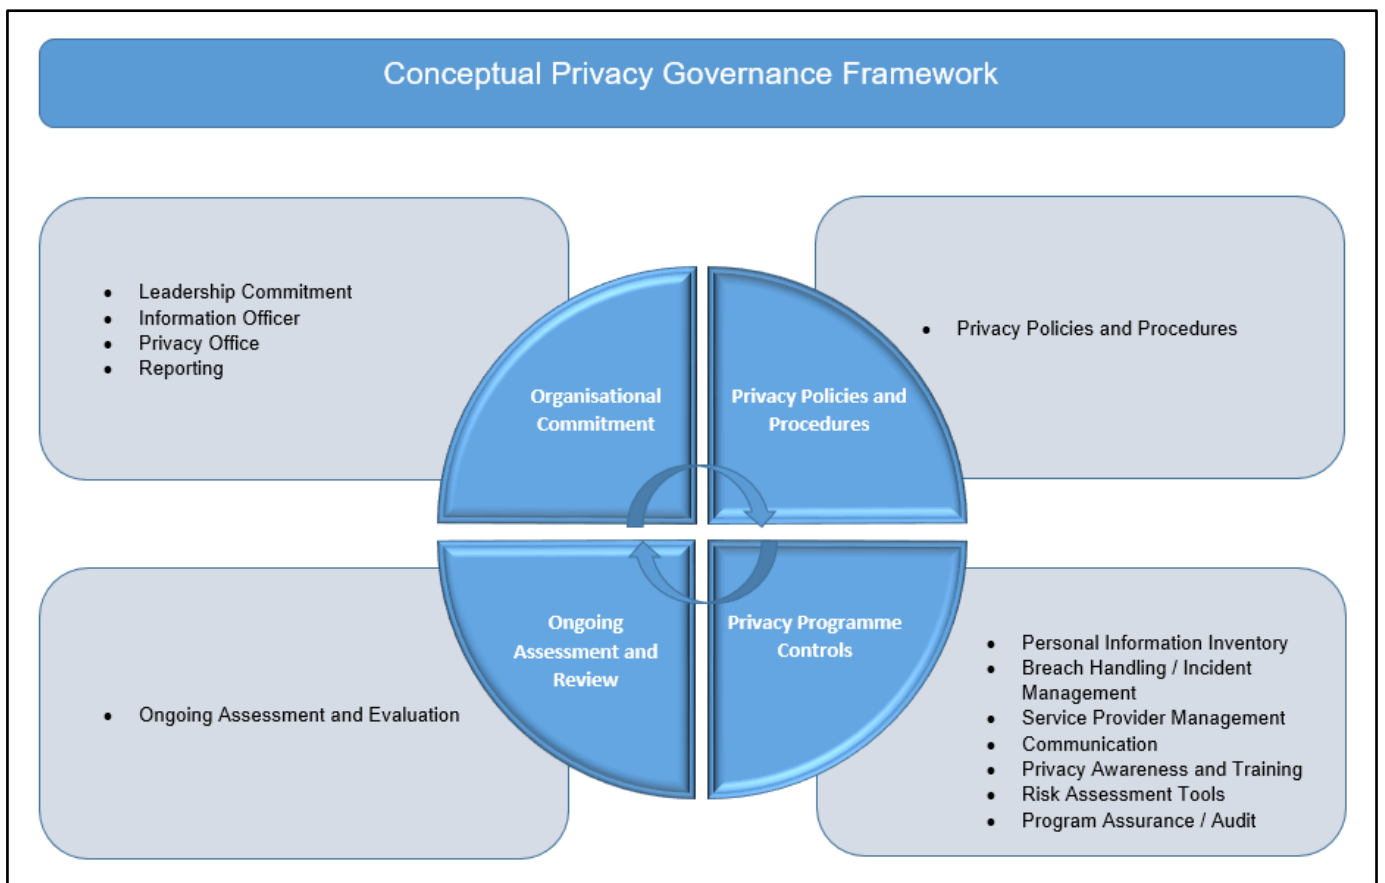 Conceptual Privacy Governance Framework
• Leadership Commitment
• Information Officer
• Privacy Office
• Reporting
• Privacy Policies and Procedures
Organisational
Commitment
Privacy Policies and
Procedures
Ongoing
Assessment and
Review
Privacy Programme
Controls
• Ongoing Assessment and Evaluation
• Personal Information Inventory
• Breach Handling / Incident
Management
• Service Provider Management
• Communication
• Privacy Awareness and Training
• Risk Assessment Tools
• Program Assurance / Audit